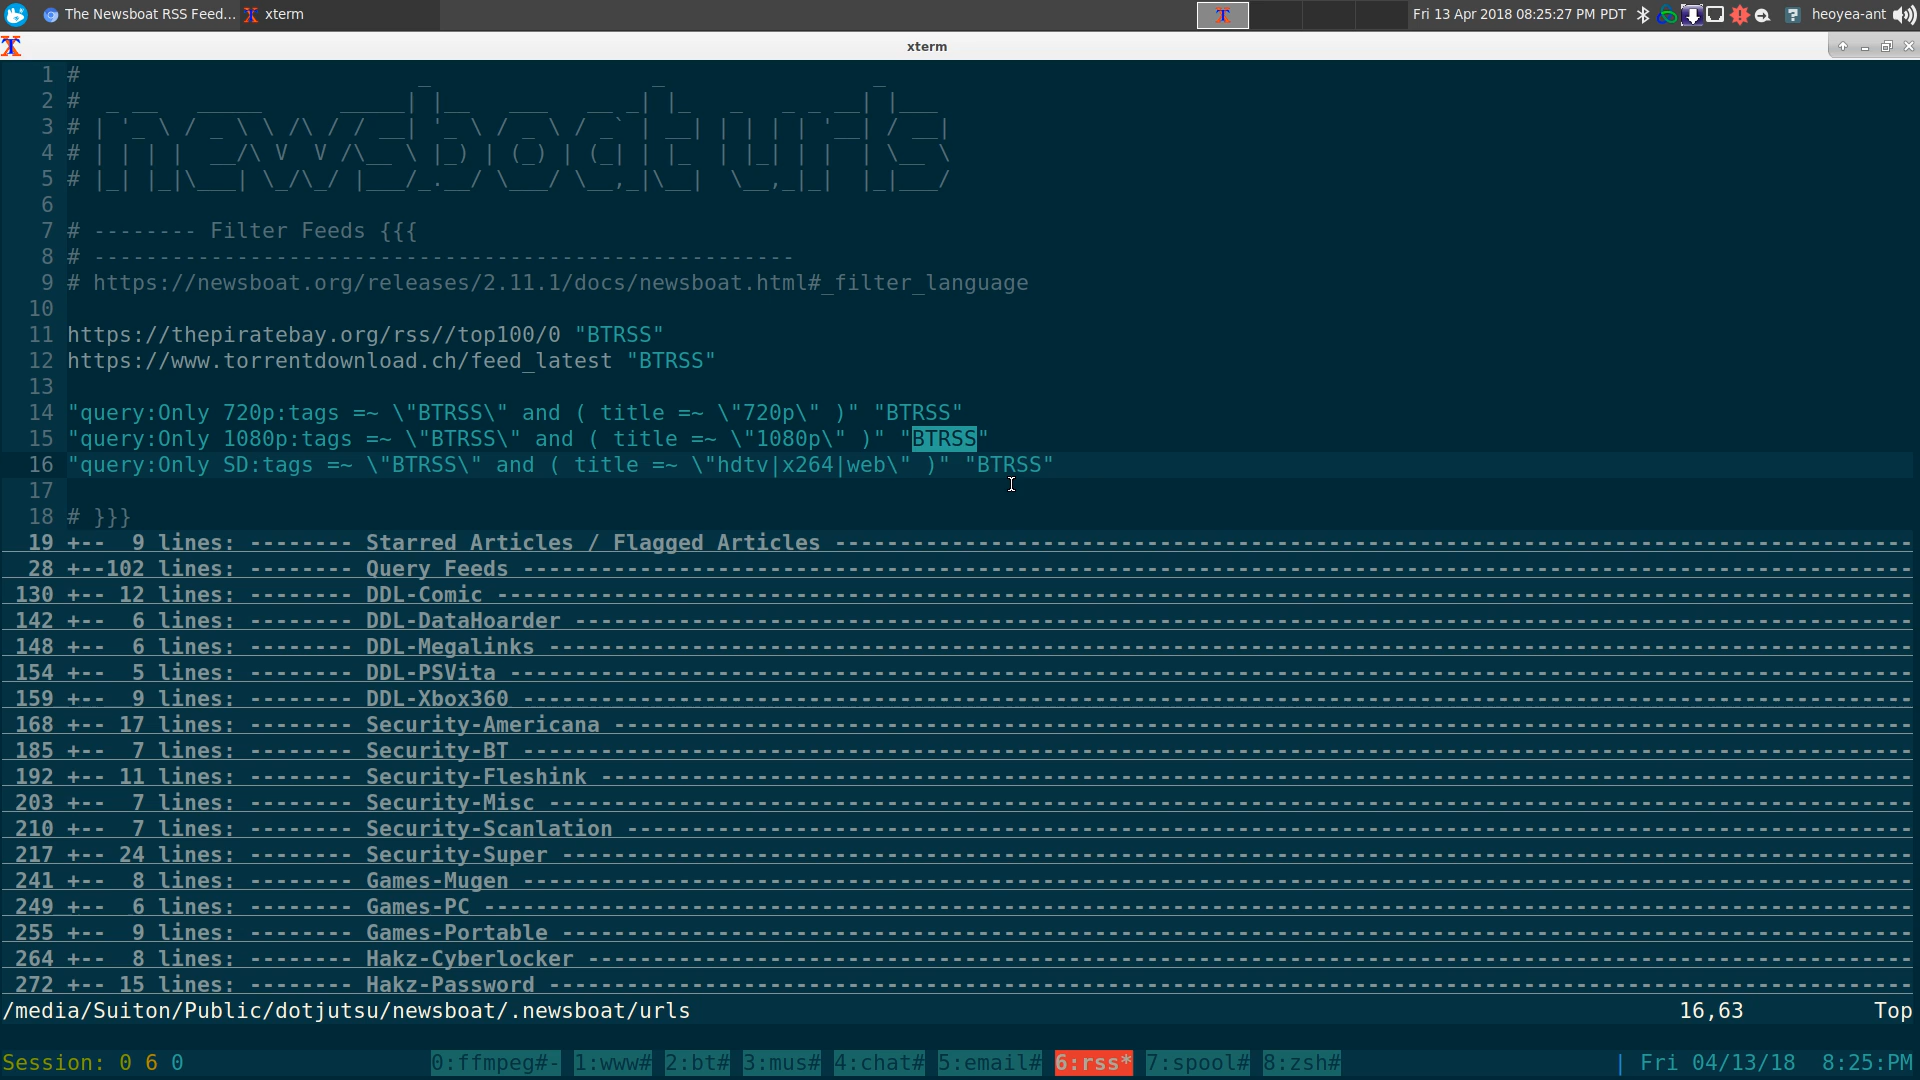 The Newsboat RSS Feed... xterm Fri 13 Apr 2018 08:25:27 PM PDT heoyea-ant
xterm
1 #
2 #
3 #
4 #
5 #
newsboat urls
6
7 # -------- Filter Feeds {{{
8 # ------------------------------------------------------
9 # https://newsboat.org/releases/2.11.1/docs/newsboat.html#_filter_language
10
11 https://thepiratebay.org/rss//top100/0 "BTRSS"
12 https://www.torrentdownload.ch/feed_latest "BTRSS"
13
14 "query:Only 720p:tags =~ \"BTRSS\" and ( title =~ \"720p\" )" "BTRSS"
15 "query:Only 1080p:tags =~ \"BTRSS\" and ( title =~ \"1080p\" )" "BTRSS"
16 "query:Only SD:tags =~ \"BTRSS\" and ( title =~ \"hdtv|x264|web\" )" "BTRSS"
17
18 # }}}
19 +-- 9 lines: -------- Starred Articles / Flagged Articles --------
28 +--102 lines: -------- Query Feeds --------
130 +-- 12 lines: -------- DDL-Comic --------
142 +-- 6 lines: -------- DDL-DataHoarder --------
148 +-- 6 lines: -------- DDL-Megalinks --------
154 +-- 5 lines: -------- DDL-PSVita --------
159 +-- 9 lines: -------- DDL-Xbox360 --------
168 +-- 17 lines: -------- Security-Americana --------
185 +-- 7 lines: -------- Security-BT --------
192 +-- 11 lines: -------- Security-Fleshink --------
203 +-- 7 lines: -------- Security-Misc --------
210 +-- 7 lines: -------- Security-Scanlation --------
217 +-- 24 lines: -------- Security-Super --------
241 +-- 8 lines: -------- Games-Mugen --------
249 +-- 6 lines: -------- Games-PC --------
255 +-- 9 lines: -------- Games-Portable --------
264 +-- 8 lines: -------- Hakz-Cyberlocker --------
272 +-- 15 lines: -------- Hakz-Password --------
/media/Suiton/Public/dotjutsu/newsboat/.newsboat/urls 16,63 Top
Session: 0 6 0 0:ffmpeg#- 1:www# 2:bt# 3:mus# 4:chat# 5:email# 6:rss* 7:spool# 8:zsh# | Fri 04/13/18 8:25:PM